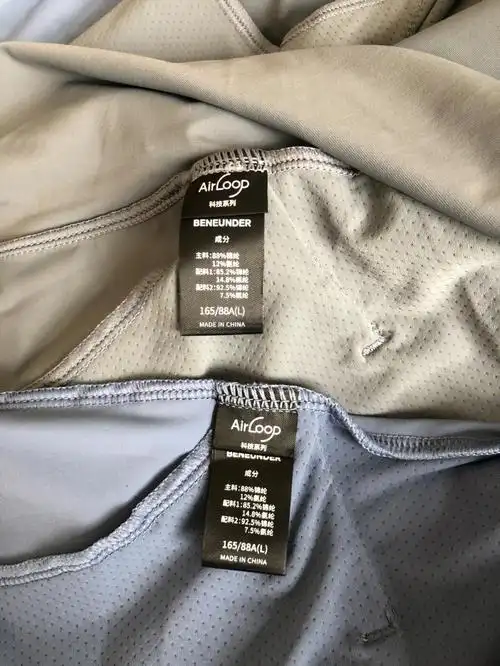 AirLoop
科技系列
BENEUNDER
成分
主料:88%锦纶
12%氨纶
配料1:85.2%锦纶
14.8%氨纶
配料2:92.5%锦纶
7.5%氨纶
165/88A(L)
MADE IN CHINA
AirLoop
科技系列
BENEUNDER
成分
主料:88%锦纶
12%氨纶
配料1:85.2%锦纶
14.8%氨纶
配料2:92.5%锦纶
7.5%氨纶
165/88A(L)
MADE IN CHINA